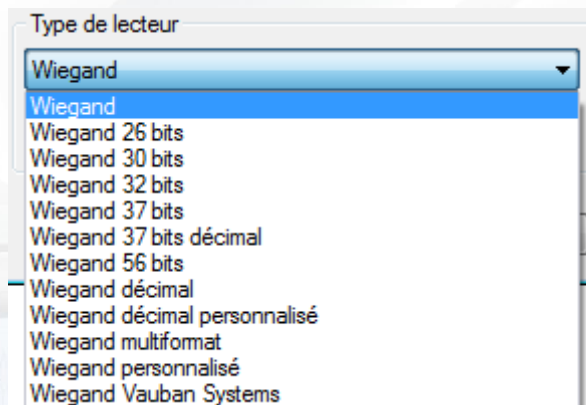 Type de lecteur
Wiegand
Wiegand
Wiegand 26 bits
Wiegand 30 bits
Wiegand 32 bits
Wiegand 37 bits
Wiegand 37 bits décimal
Wiegand 56 bits
Wiegand décimal
Wiegand décimal personnalisé
Wiegand multiformat
Wiegand personnalisé
Wiegand Vauban Systems